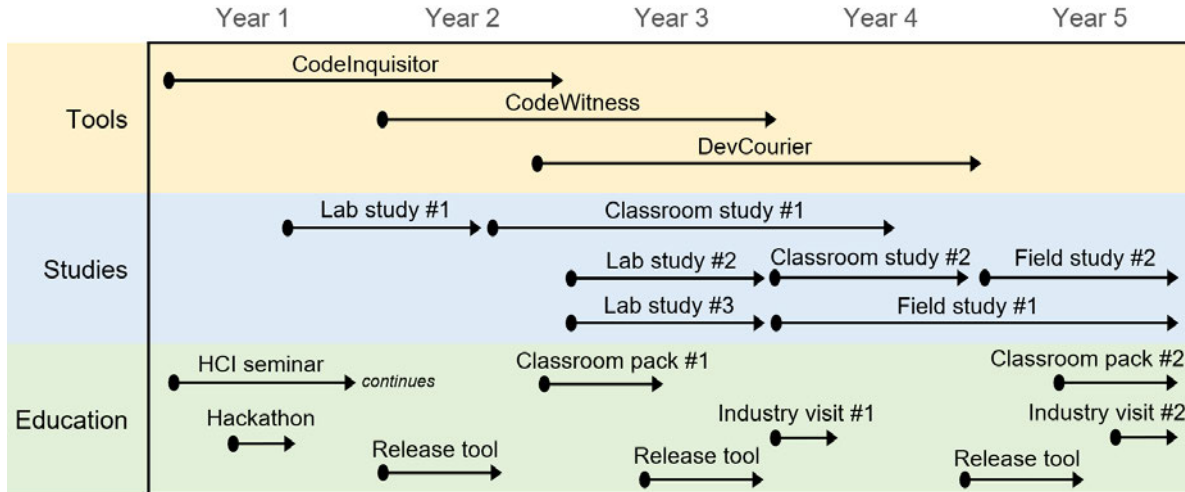 Year 1 Year 2 Year 3 Year 4 Year 5
Tools
CodeInquisitor
CodeWitness
DevCourier
Studies
Lab study #1 Classroom study #1
Lab study #2 Classroom study #2 Field study #2
Lab study #3 Field study #1
Education
HCI seminar continues Classroom pack #1 Classroom pack #2
Hackathon Industry visit #1 Industry visit #2
Release tool Release tool Release tool